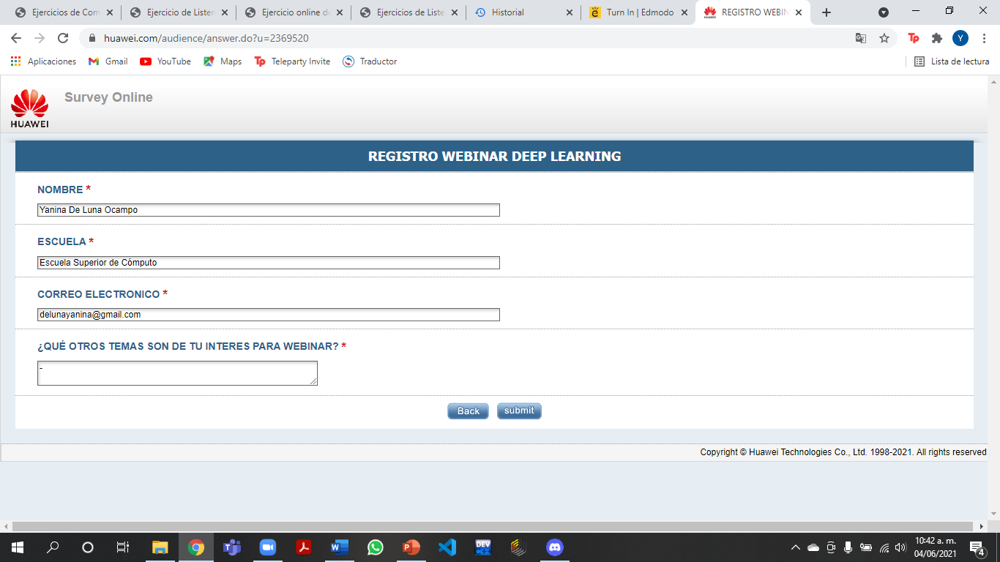 Ejercicios de Com
Ejercicio de Listen
Ejercicio online de
Ejercicios de Liste
Historial
Turn In | Edmodo
REGISTRO WEBIN
huawei.com/audience/answer.do?u=2369520
Y
Aplicaciones
Gmail
YouTube
Maps
Tp Teleparty Invite
Traductor
Lista de lectura
HUAWEI
Survey Online
REGISTRO WEBINAR DEEP LEARNING
NOMBRE *
Yanina De Luna Ocampo
ESCUELA *
Escuela Superior de Cómputo
CORREO ELECTRONICO *
delunayanina@gmail.com
¿QUÉ OTROS TEMAS SON DE TU INTERES PARA WEBINAR? *
-
Back
submit
Copyright © Huawei Technologies Co., Ltd. 1998-2021. All rights reserved
DEV
10:42 a. m.
04/06/2021
4